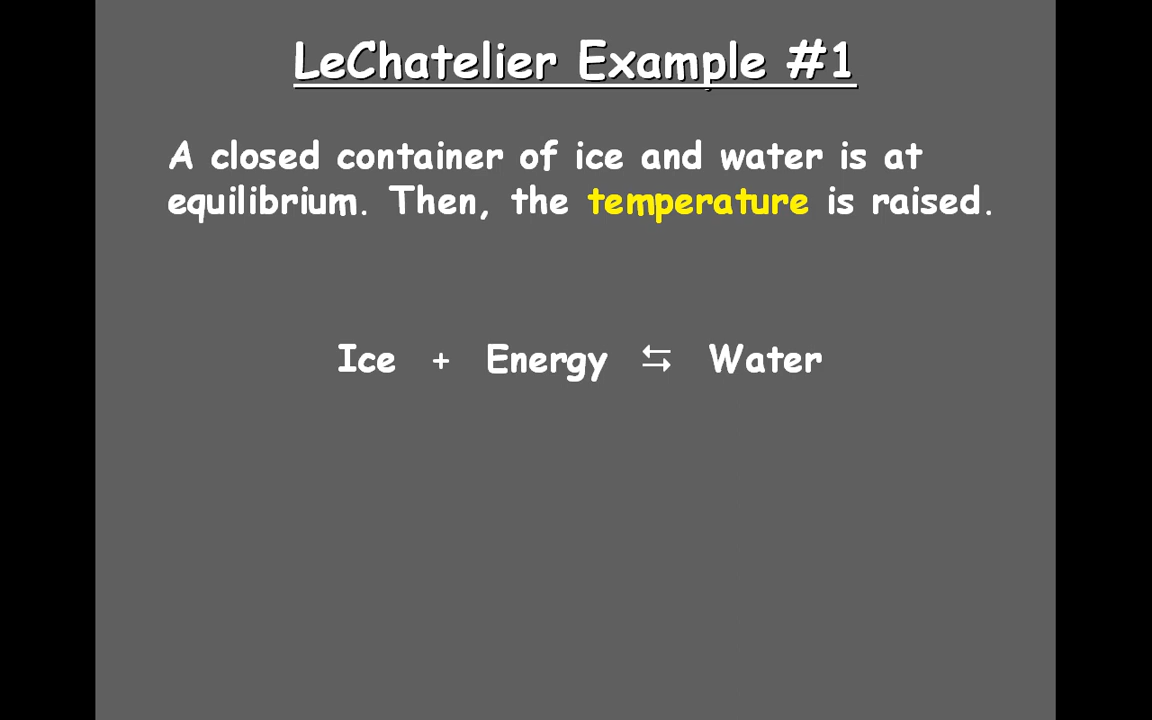 LeChatelier Example #1
A closed container of ice and water is at
equilibrium. Then, the temperature is raised.
Ice + Energy ⇆ Water